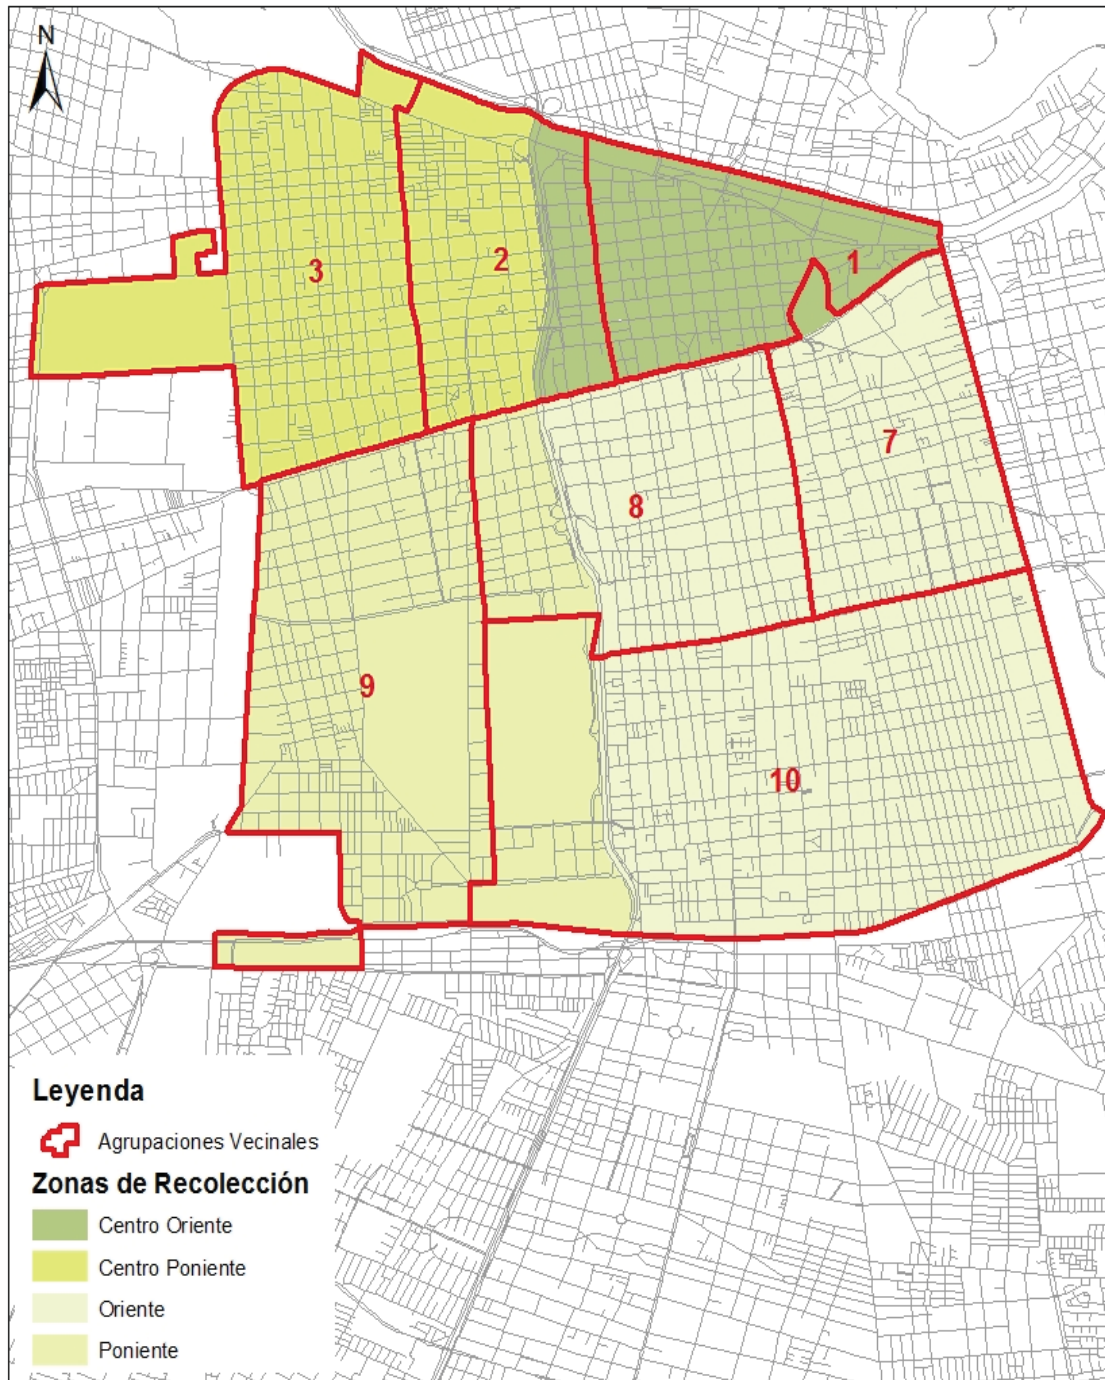 N
3
2
1
7
8
9
10
Leyenda
Agrupaciones Vecinales
Zonas de Recolección
Centro Oriente
Centro Poniente
Oriente
Poniente